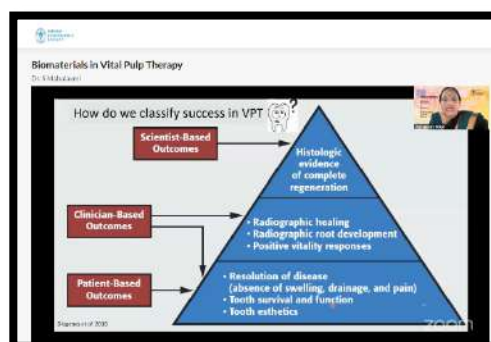 Biomaterials in Vital Pulp Therapy
How do we classify success in VPT
?
Scientist-Based
Outcomes
Histologic
evidence
of complete
regeneration
Clinician-Based
Outcomes
• Radiographic healing
• Radiographic root development
• Positive vitality responses
Patient-Based
Outcomes
• Resolution of disease
(absence of swelling, drainage, and pain)
• Tooth survival and function
• Tooth esthetics
zoom